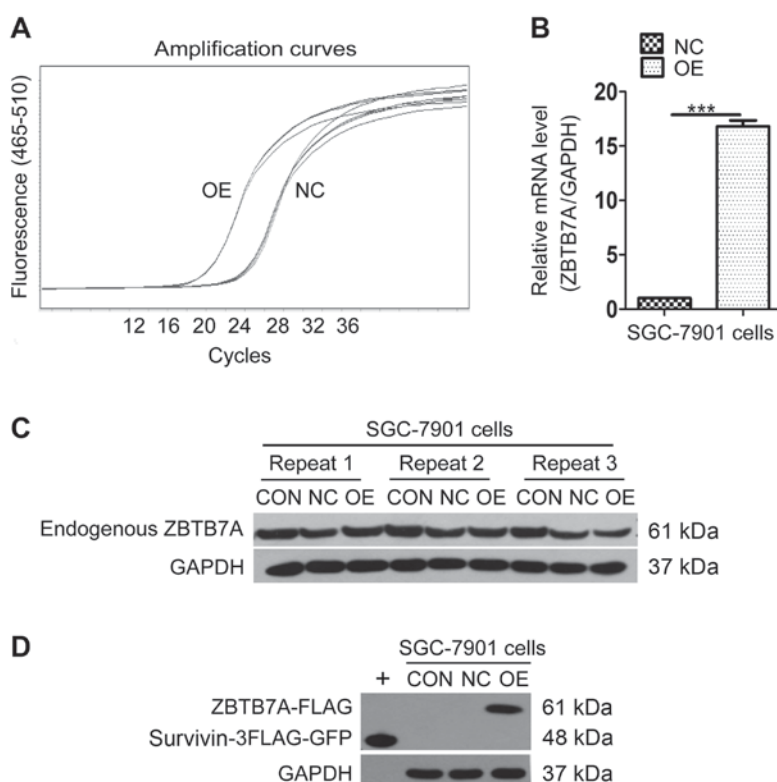 A
Amplification curves
Fluorescence (465-510)
OE
NC
12 16 20 24 28 32 36
Cycles
B
NC
OE
Relative mRNA level
(ZBTB7A/GAPDH)
20
15
10
5
0
***
SGC-7901 cells
C
SGC-7901 cells
Repeat 1 Repeat 2 Repeat 3
CON NC OE CON NC OE CON NC OE
Endogenous ZBTB7A 61 kDa
GAPDH 37 kDa
D
SGC-7901 cells
+ CON NC OE
ZBTB7A-FLAG 61 kDa
Survivin-3FLAG-GFP 48 kDa
GAPDH 37 kDa